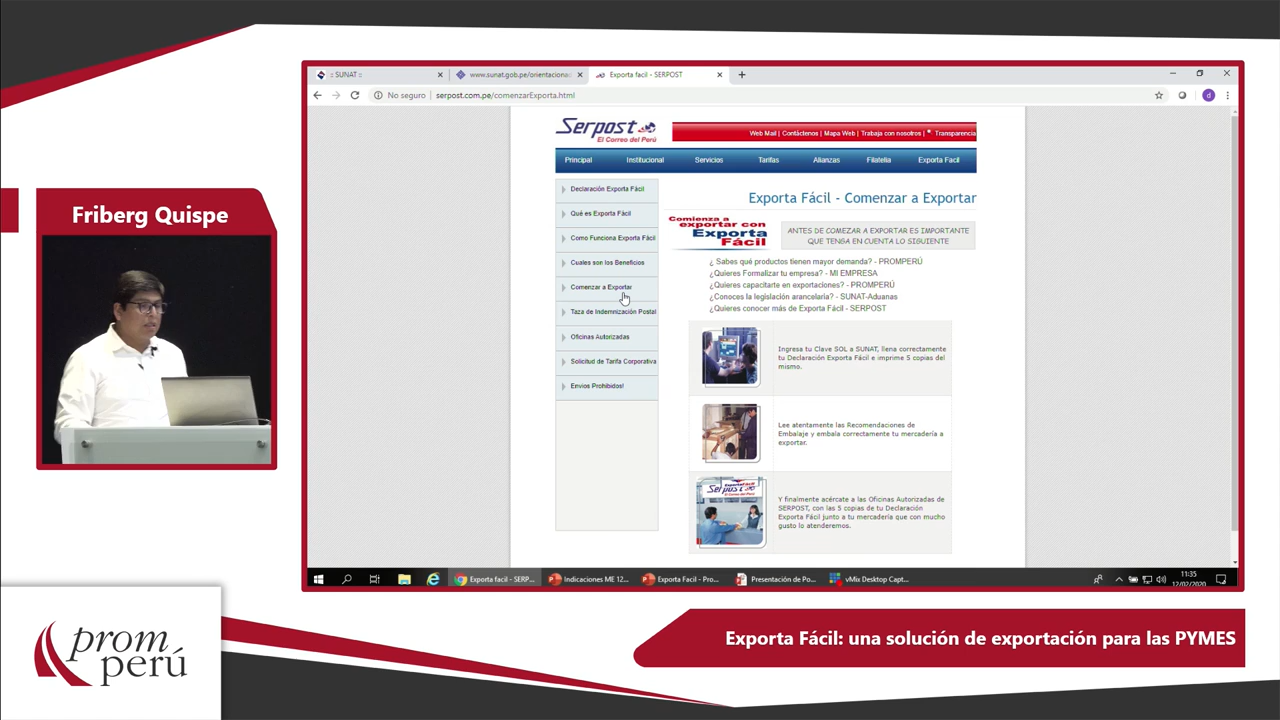 Friberg Quispe
:: SUNAT ::
www.sunat.gob.pe/orientacionac
Exporta facil - SERPOST
No seguro
serpost.com.pe/comenzarExporta.html
d
Serpost
El Correo del Perú
Web Mail | Contáctenos | Mapa Web | Trabaja con nosotros | Transparencia
Principal Institucional Servicios Tarifas Alianzas Filatelia Exporta Facil
Declaración Exporta Fácil
Qué es Exporta Fácil
Como Funciona Exporta Fácil
Cuales son los Beneficios
Comenzar a Exportar
Taza de Indemnización Postal
Oficinas Autorizadas
Solicitud de Tarifa Corporativa
Envios Prohibidos!
Exporta Fácil - Comenzar a Exportar
Comienza a
exportar con
Exporta
Fácil
ANTES DE COMEZAR A EXPORTAR ES IMPORTANTE
QUE TENGA EN CUENTA LO SIGUIENTE
¿ Sabes qué productos tienen mayor demanda? - PROMPERÚ
¿Quieres Formalizar tu empresa? - MI EMPRESA
¿Quieres capacitarte en exportaciones? - PROMPERÚ
¿Conoces la legislación arancelaria? - SUNAT-Aduanas
¿Quieres conocer más de Exporta Fácil - SERPOST
Ingresa tu Clave SOL a SUNAT, llena correctamente
tu Declaración Exporta Fácil e imprime 5 copias del
mismo.
Lee atentamente las Recomendaciones de
Embalaje y embala correctamente tu mercadería a
exportar.
Serpost
Y finalmente acércate a las Oficinas Autorizadas de
SERPOST, con las 5 copias de tu Declaración
Exporta Fácil junto a tu mercadería que con mucho
gusto lo atenderemos.
Exporta facil - SERP...
Indicaciones ME 12...
Exporta Facil - Pro...
Presentación de Po...
vMix Desktop Capt...
11:35
12/02/2020
prom
perú
Exporta Fácil: una solución de exportación para las PYMES